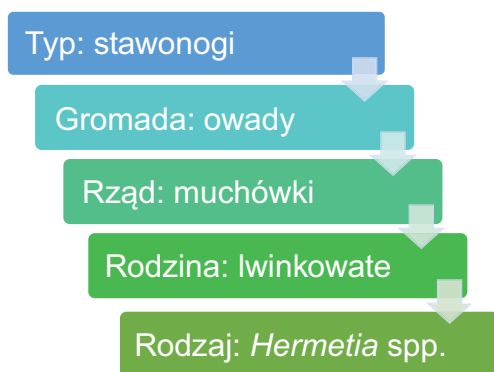 Typ: stawonogi
Gromada: owady
Rząd: muchówki
Rodzina: lwinkowate
Rodzaj: Hermetia spp.